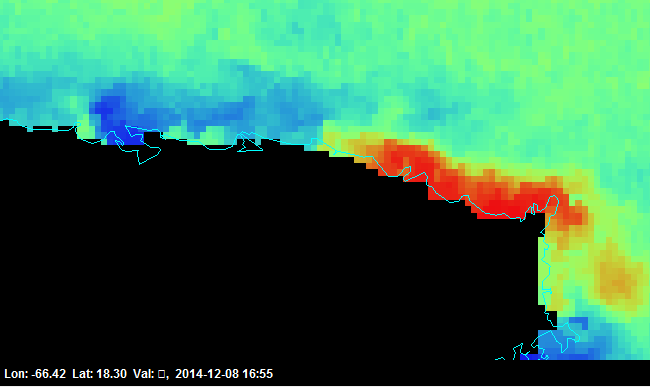 Lon: -66.42 Lat: 18.30 Val: □, 2014-12-08 16:55